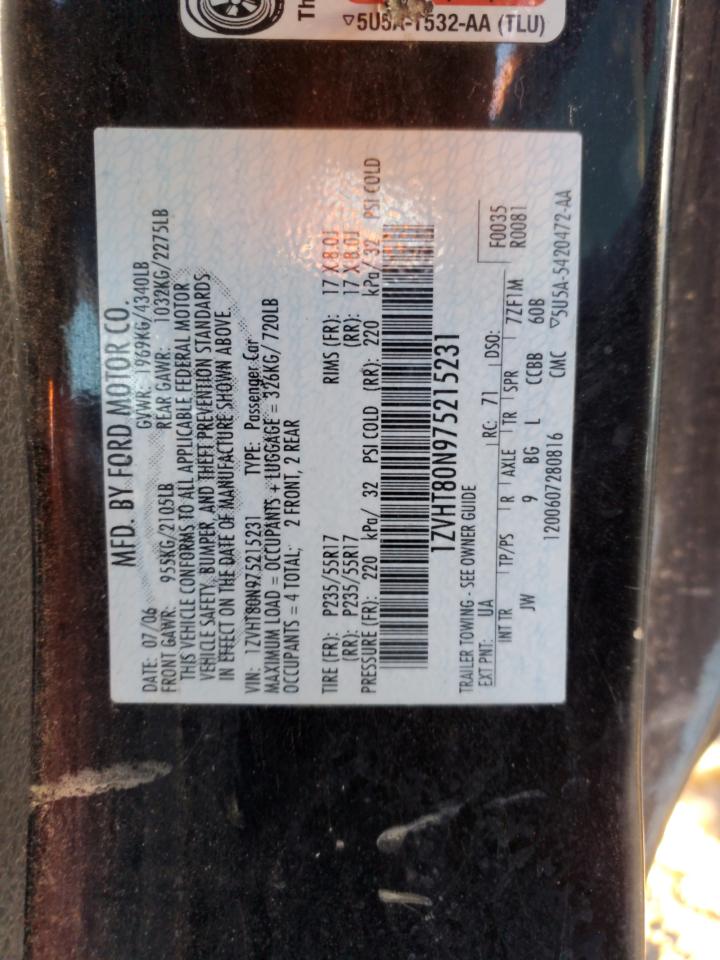 Th
▽5U5A-1532-AA (TLU)
MFD. BY FORD MOTOR CO.
DATE: 07/06 GVWR: 1969KG/4340LB
FRONT GAWR: 955KG/2105LB REAR GAWR: 1032KG/2275LB
THIS VEHICLE CONFORMS TO ALL APPLICABLE FEDERAL MOTOR
VEHICLE SAFETY, BUMPER, AND THEFT PREVENTION STANDARDS
IN EFFECT ON THE DATE OF MANUFACTURE SHOWN ABOVE.
VIN: 1ZVHT80N975215231 TYPE: Passenger Car
MAXIMUM LOAD = OCCUPANTS + LUGGAGE = 326KG/ 720LB
OCCUPANTS = 4 TOTAL; 2 FRONT, 2 REAR
TIRE (FR): P235/55R17 RIMS (FR): 17 X 8.0J
(RR): P235/55R17 (RR): 17 X 8.0J
PRESSURE (FR): 220 kPa/ 32 PSI COLD (RR): 220 kPa/ 32 PSI COLD
1ZVHT80N975215231
TRAILER TOWING - SEE OWNER GUIDE F0035
EXT PNT: UA RC: 71 DSO: R0081
INT TR TP/PS R AXLE TR SPR 7ZF1M
JW 9 BG L CCBB 60B
1200607280816 CMC ▽5U5A-5420472-AA